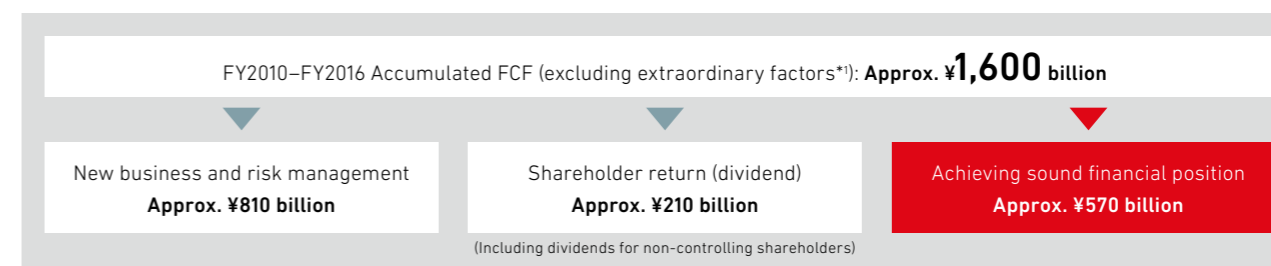 FY2010–FY2016 Accumulated FCF (excluding extraordinary factors*1): Approx. ¥1,600 billion
New business and risk management
Approx. ¥810 billion
Shareholder return (dividend)
Approx. ¥210 billion
(Including dividends for non-controlling shareholders)
Achieving sound financial position
Approx. ¥570 billion